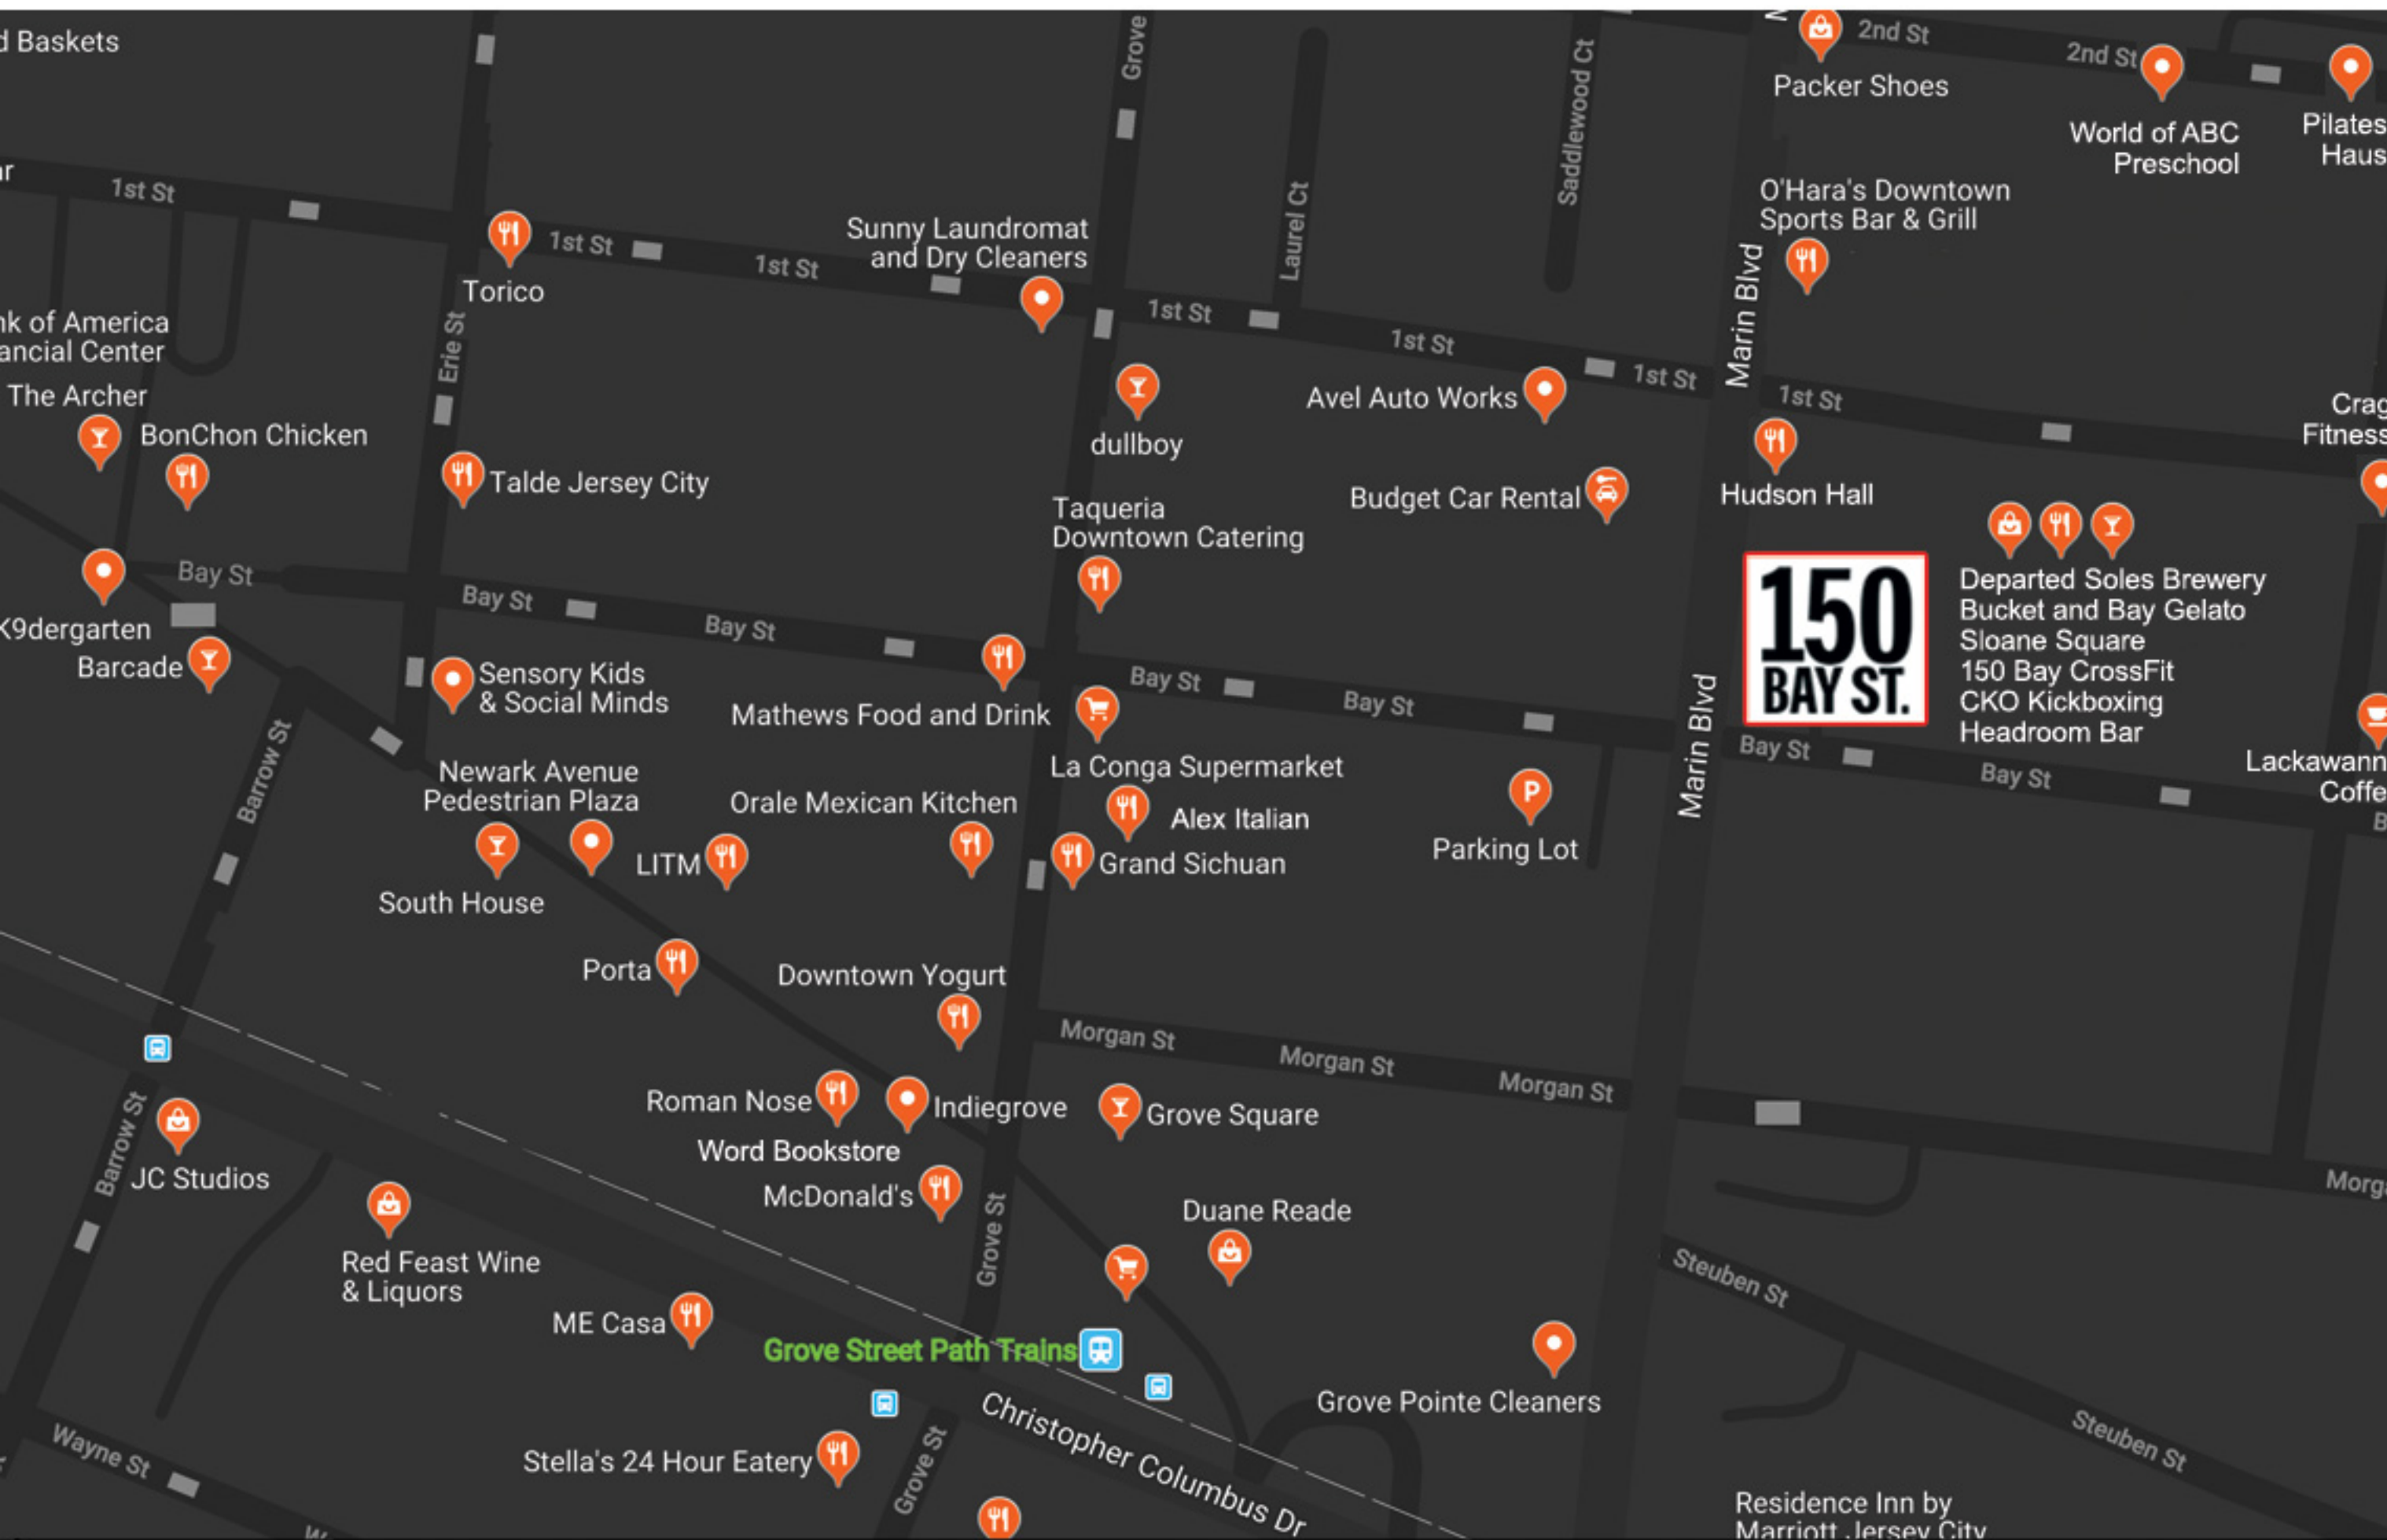 d Baskets
Grove
Saddlewood Ct
2nd St
2nd St
Packer Shoes
World of ABC
Preschool
Pilates
Haus
1st St
Torico
1st St
1st St
Sunny Laundromat
and Dry Cleaners
Laurel Ct
O'Hara's Downtown
Sports Bar & Grill
Marin Blvd
1st St
1st St
1st St
1st St
nk of America
ancial Center
Erie St
The Archer
BonChon Chicken
Talde Jersey City
dullboy
Avel Auto Works
Budget Car Rental
Hudson Hall
Crag
Fitness
Taqueria
Downtown Catering
150
BAY ST.
Departed Soles Brewery
Bucket and Bay Gelato
Sloane Square
150 Bay CrossFit
CKO Kickboxing
Headroom Bar
Bay St
Bay St
Bay St
K9dergarten
Barcade
Sensory Kids
& Social Minds
Mathews Food and Drink
Bay St
Bay St
Marin Blvd
Bay St
Bay St
Lackawann
Coffe
B
Barrow St
Newark Avenue
Pedestrian Plaza
La Conga Supermarket
Orale Mexican Kitchen
Alex Italian
P
Parking Lot
LITM
Grand Sichuan
South House
Porta
Downtown Yogurt
Morgan St
Morgan St
Morgan St
Roman Nose
Indiegrove
Grove Square
Word Bookstore
McDonald's
Barrow St
JC Studios
Morg
Duane Reade
Grove St
Red Feast Wine
& Liquors
ME Casa
Grove Street Path Trains
Steuben St
Grove Pointe Cleaners
Christopher Columbus Dr
Wayne St
Stella's 24 Hour Eatery
Grove St
Steuben St
Residence Inn by
Marriott Jersey City